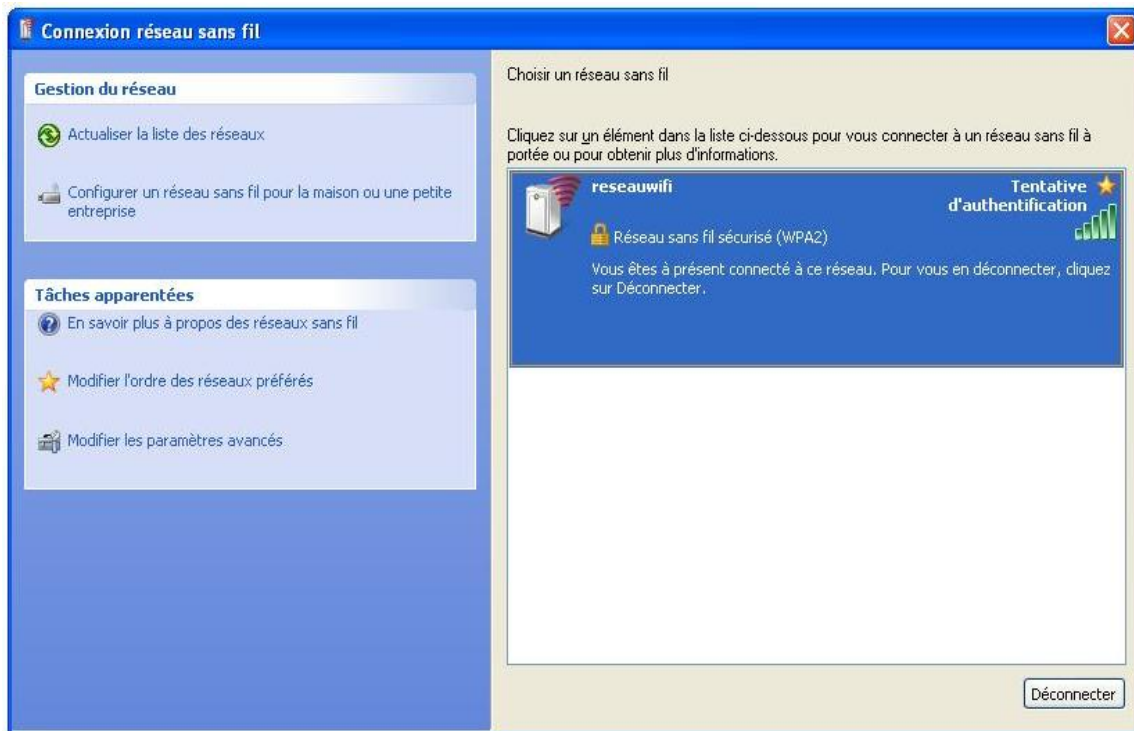 Connexion réseau sans fil
Gestion du réseau
Actualiser la liste des réseaux
Configurer un réseau sans fil pour la maison ou une petite
entreprise
Tâches apparentées
En savoir plus à propos des réseaux sans fil
Modifier l'ordre des réseaux préférés
Modifier les paramètres avancés
Choisir un réseau sans fil
Cliquez sur un élément dans la liste ci-dessous pour vous connecter à un réseau sans fil à
portée ou pour obtenir plus d'informations.
reseauwifi
Tentative
d'authentification
Réseau sans fil sécurisé (WPA2)
Vous êtes à présent connecté à ce réseau. Pour vous en déconnecter, cliquez
sur Déconnecter.
Déconnecter